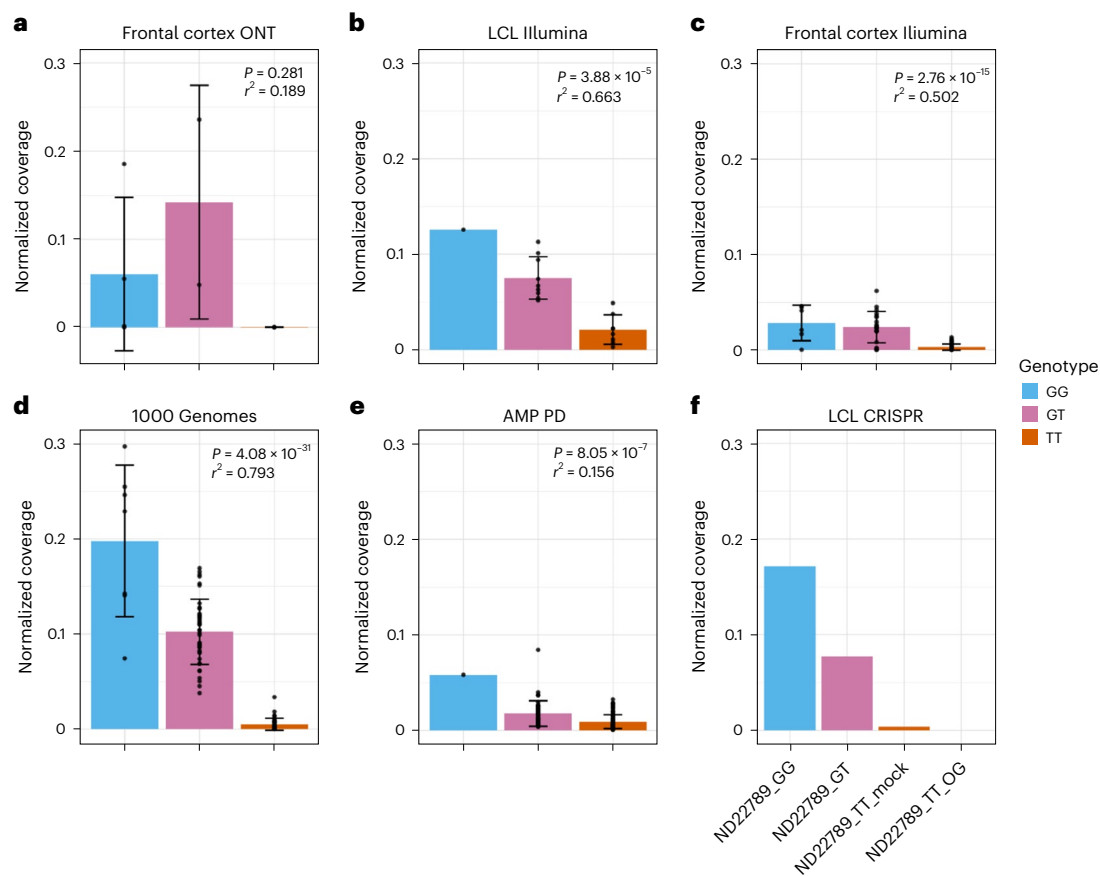 a
Frontal cortex ONT
Normalized coverage
0.3
0.2
0.1
0
P = 0.281
r² = 0.189
b
LCL IIlumina
Normalized coverage
0.3
0.2
0.1
0
P = 3.88 × 10⁻⁵
r² = 0.663
c
Frontal cortex Iliumina
Normalized coverage
0.3
0.2
0.1
0
P = 2.76 × 10⁻¹⁵
r² = 0.502
Genotype
GG
GT
TT
d
1000 Genomes
Normalized coverage
0.3
0.2
0.1
0
P = 4.08 × 10⁻³¹
r² = 0.793
e
AMP PD
Normalized coverage
0.3
0.2
0.1
0
P = 8.05 × 10⁻⁷
r² = 0.156
f
LCL CRISPR
Normalized coverage
0.3
0.2
0.1
0
ND22789_GG
ND22789_GT
ND22789_TT_mock
ND22789_TT_OG